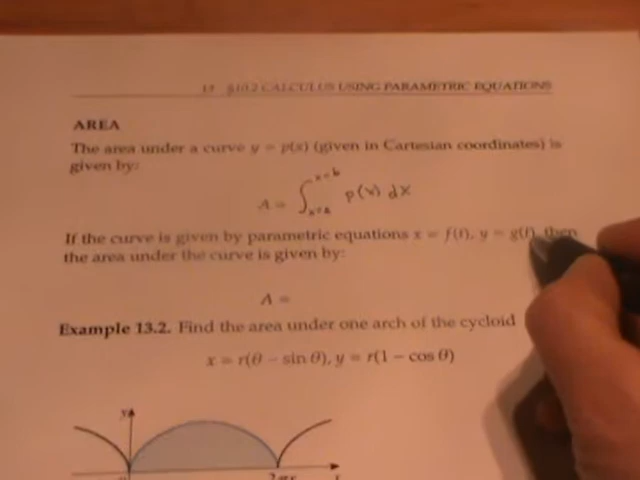 §10.2 CALCULUS USING PARAMETRIC EQUATIONS
AREA
The area under a curve y = p(x) (given in Cartesian coordinates) is
given by:
A = ∫_{x=a}^{x=b} p(x) dx
If the curve is given by parametric equations x = f(t), y = g(t), then
the area under the curve is given by:
A =
Example 13.2. Find the area under one arch of the cycloid
x = r(θ − sin θ), y = r(1 − cos θ)
y